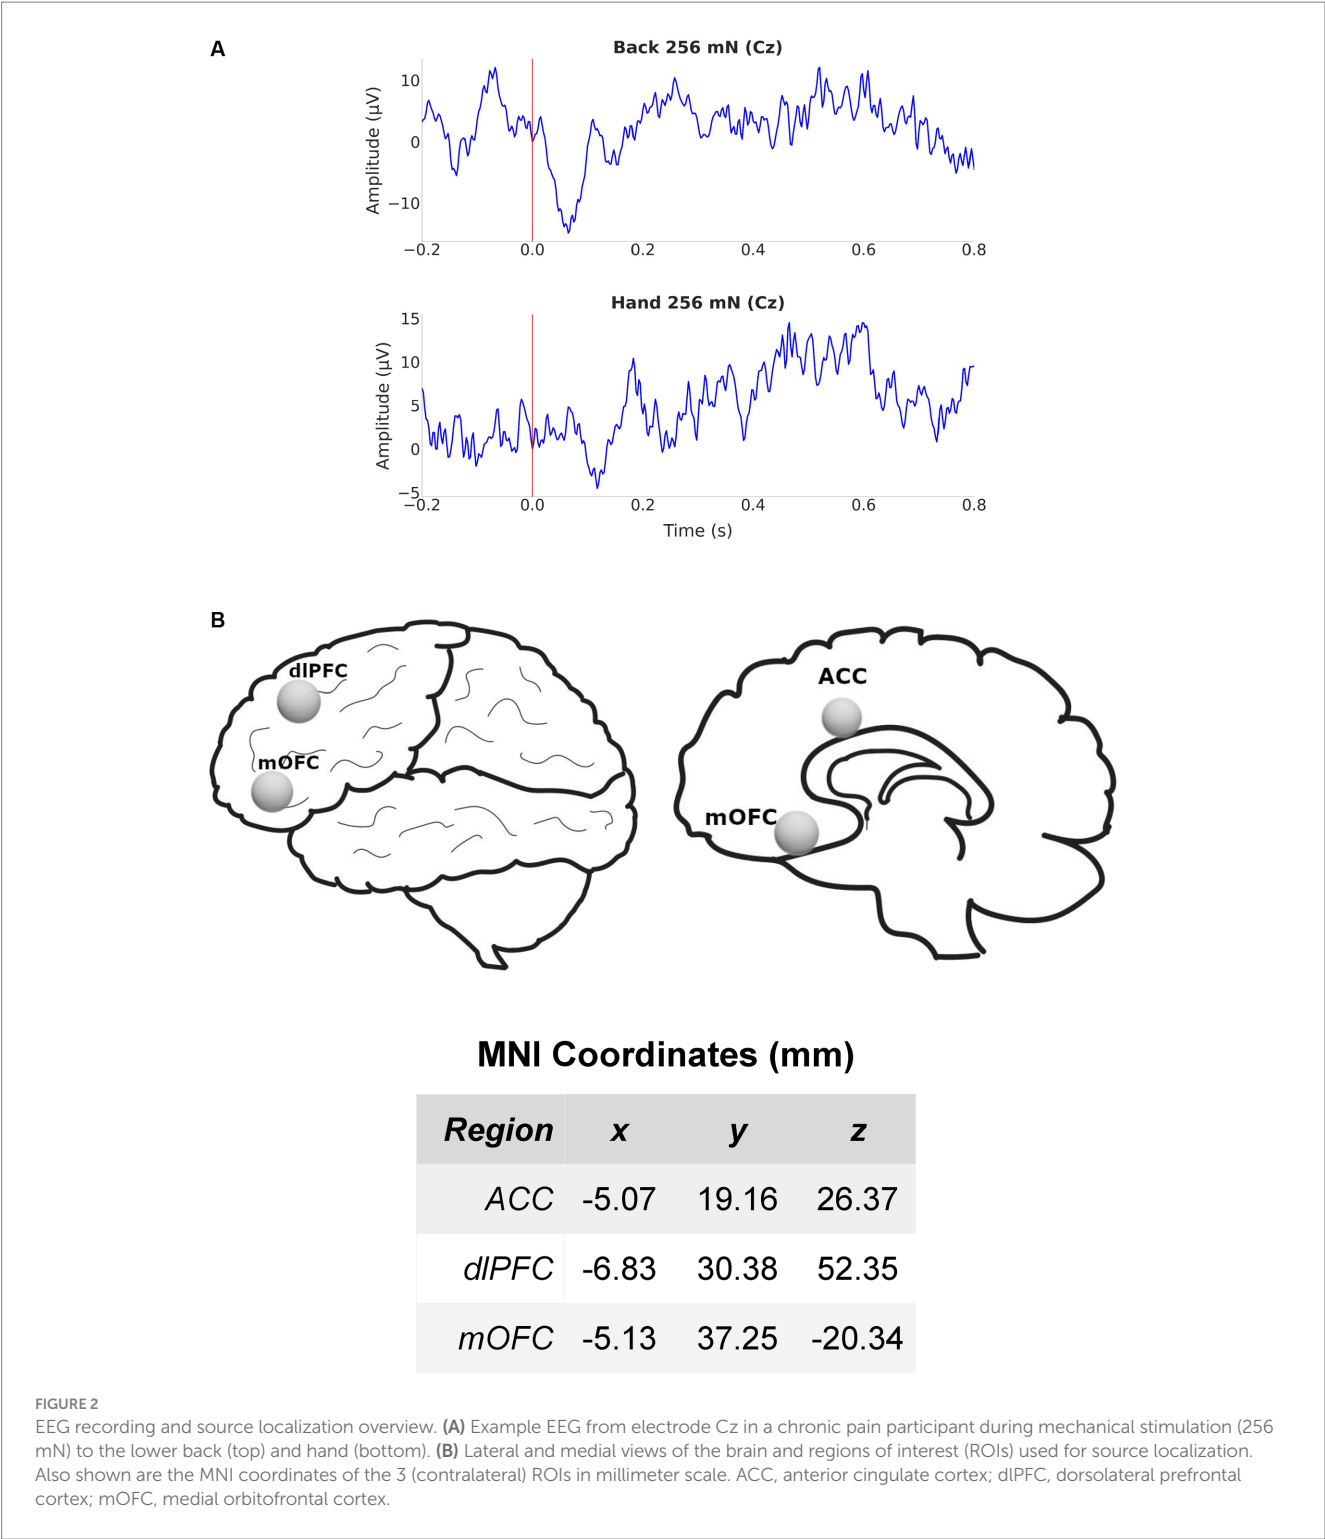 A
Back 256 mN (Cz)
Amplitude (µV)
10
0
−10
−0.2 0.0 0.2 0.4 0.6 0.8
Hand 256 mN (Cz)
Amplitude (µV)
15
10
5
0
−5
−0.2 0.0 0.2 0.4 0.6 0.8
Time (s)
B
dlPFC
mOFC
ACC
mOFC
MNI Coordinates (mm)
Region x y z
ACC -5.07 19.16 26.37
dlPFC -6.83 30.38 52.35
mOFC -5.13 37.25 -20.34
FIGURE 2
EEG recording and source localization overview. (A) Example EEG from electrode Cz in a chronic pain participant during mechanical stimulation (256
mN) to the lower back (top) and hand (bottom). (B) Lateral and medial views of the brain and regions of interest (ROIs) used for source localization.
Also shown are the MNI coordinates of the 3 (contralateral) ROIs in millimeter scale. ACC, anterior cingulate cortex; dlPFC, dorsolateral prefrontal
cortex; mOFC, medial orbitofrontal cortex.